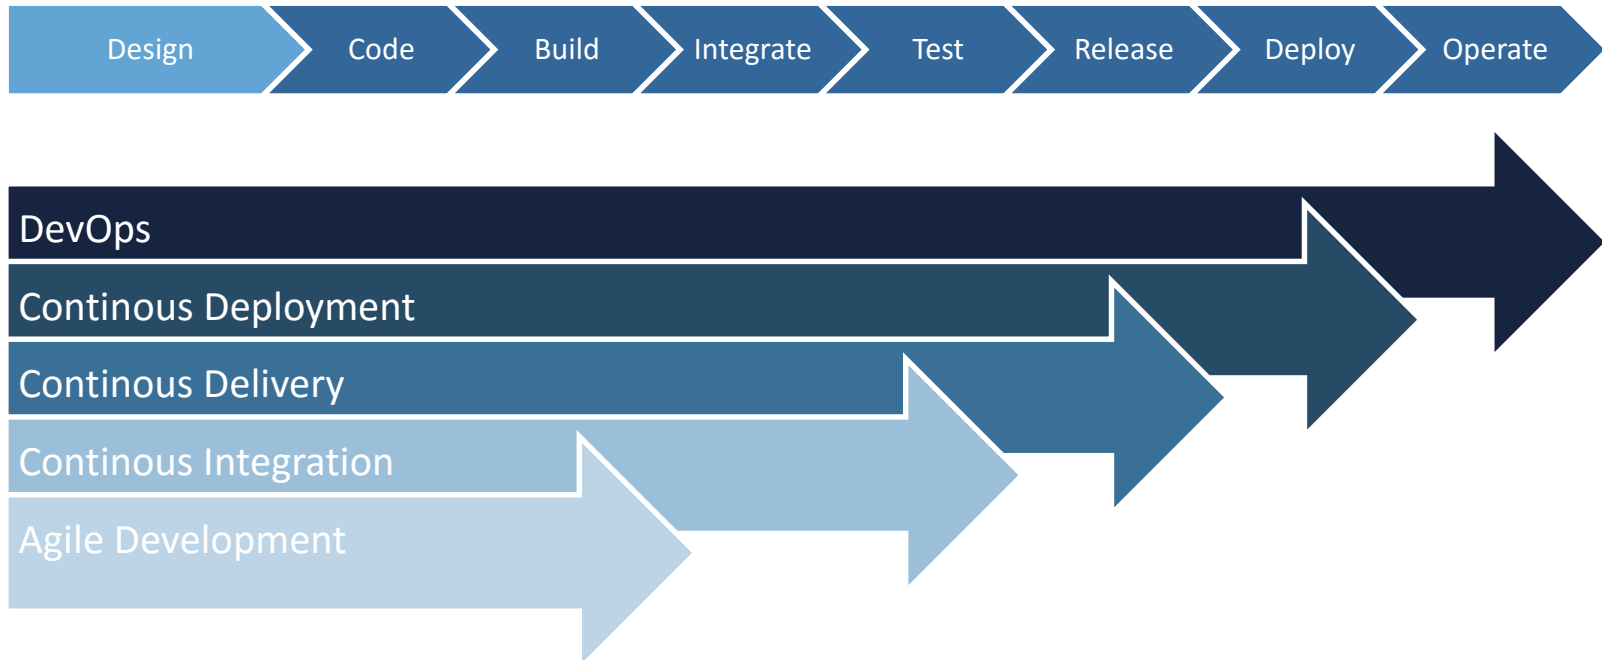 Design
Code
Build
Integrate
Test
Release
Deploy
Operate
DevOps
Continous Deployment
Continous Delivery
Continous Integration
Agile Development